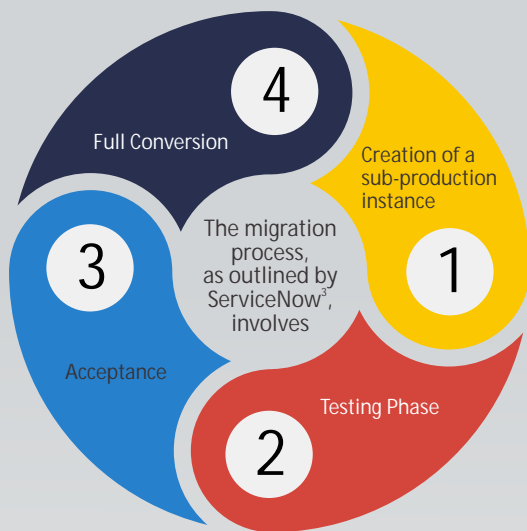 The migration
process,
as outlined by
ServiceNow³,
involves
1
Creation of a
sub-production
instance
2
Testing Phase
3
Acceptance
4
Full Conversion